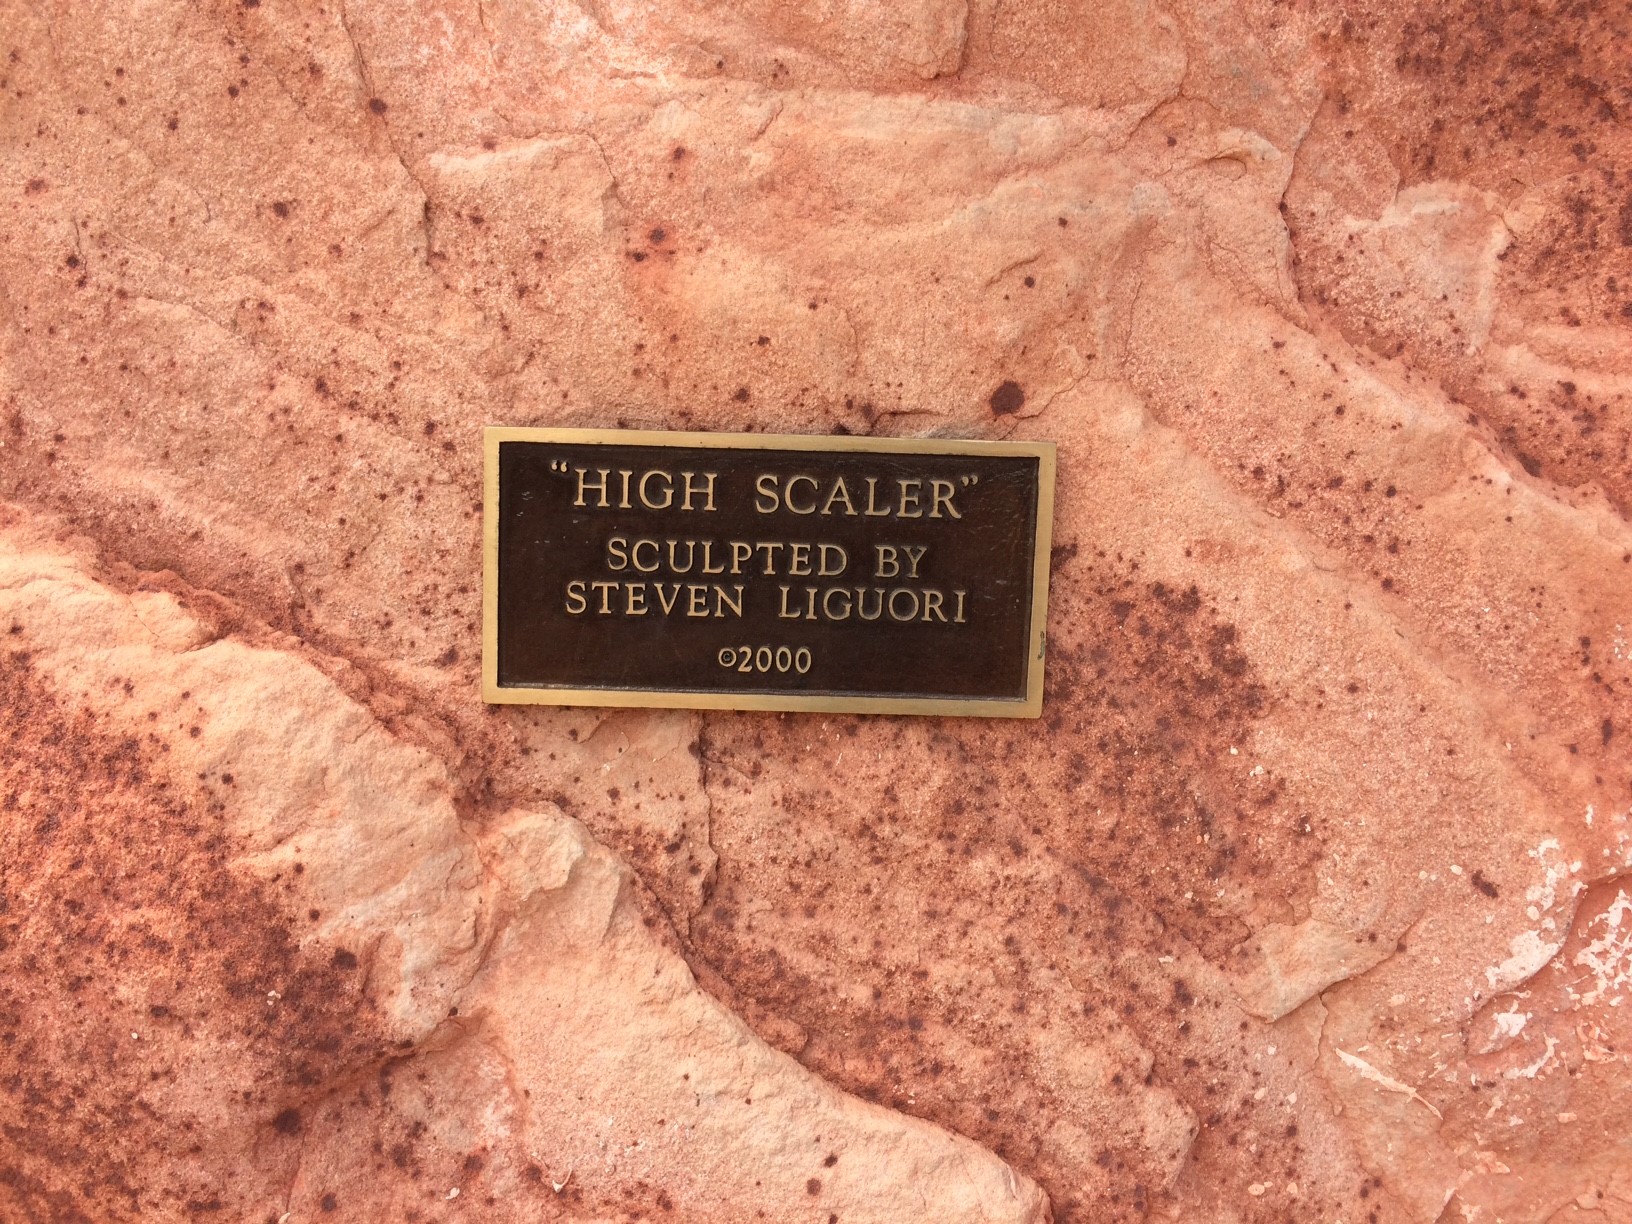 “HIGH SCALER”
SCULPTED BY
STEVEN LIGUORI
©2000